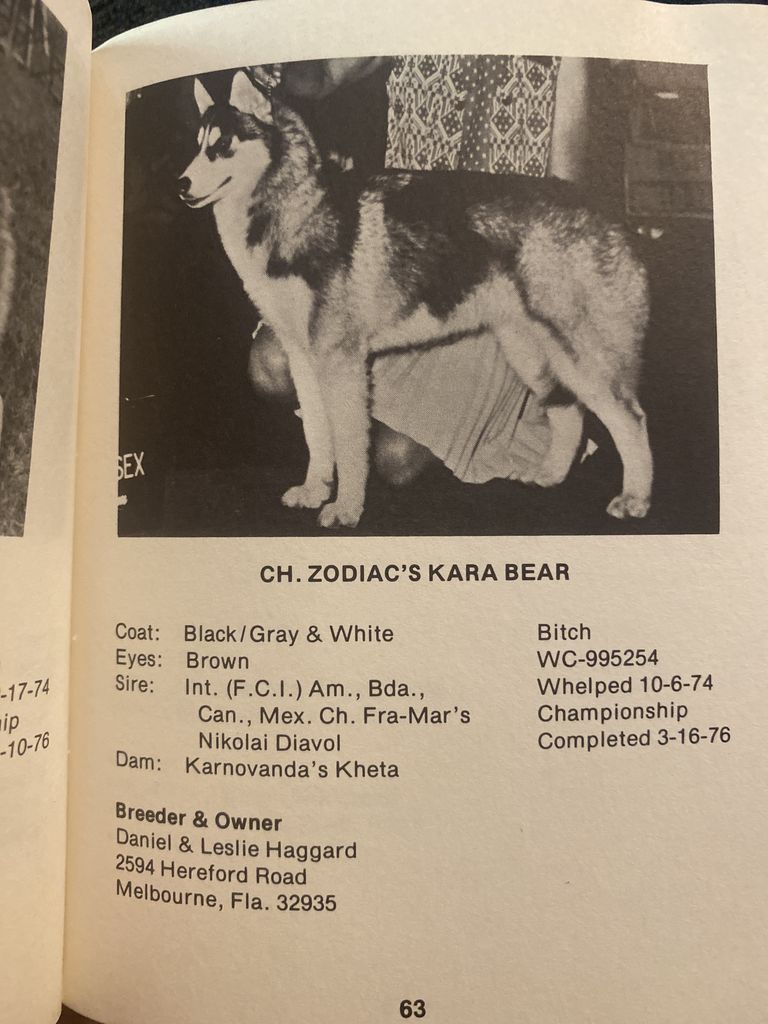 SEX
CH. ZODIAC'S KARA BEAR
Coat: Black/Gray & White
Eyes: Brown
Sire: Int. (F.C.I.) Am., Bda.,
Can., Mex. Ch. Fra-Mar's
Nikolai Diavol
Dam: Karnovanda's Kheta
Bitch
WC-995254
Whelped 10-6-74
Championship
Completed 3-16-76
Breeder & Owner
Daniel & Leslie Haggard
2594 Hereford Road
Melbourne, Fla. 32935
63
-17-74
ip
-10-76